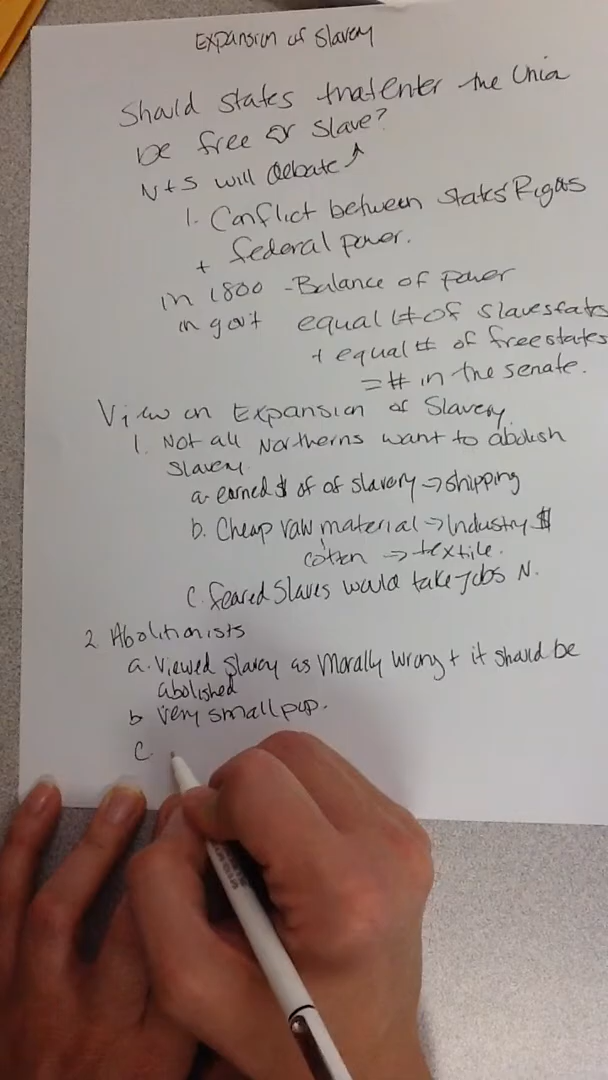 Expansion of Slavery
Should states that enter the Union
be free or slave?
N + S will debate ↑
1. Conflict between States Rights
+ federal power.
in 1800 - Balance of power
in gov't equal # of slave states
+ equal # of free states
= # in the senate.
View on Expansion of Slavery
1. Not all Northerns want to abolish
Slavery.
a. earned $ of of slavery → shipping
b. Cheap raw material → Industry $
cotton → textile.
C. feared Slaves would take Jobs N.
2. Abolitionists
a. Viewed Slavery as Morally wrong + it should be
abolished
b very small pop.
C.